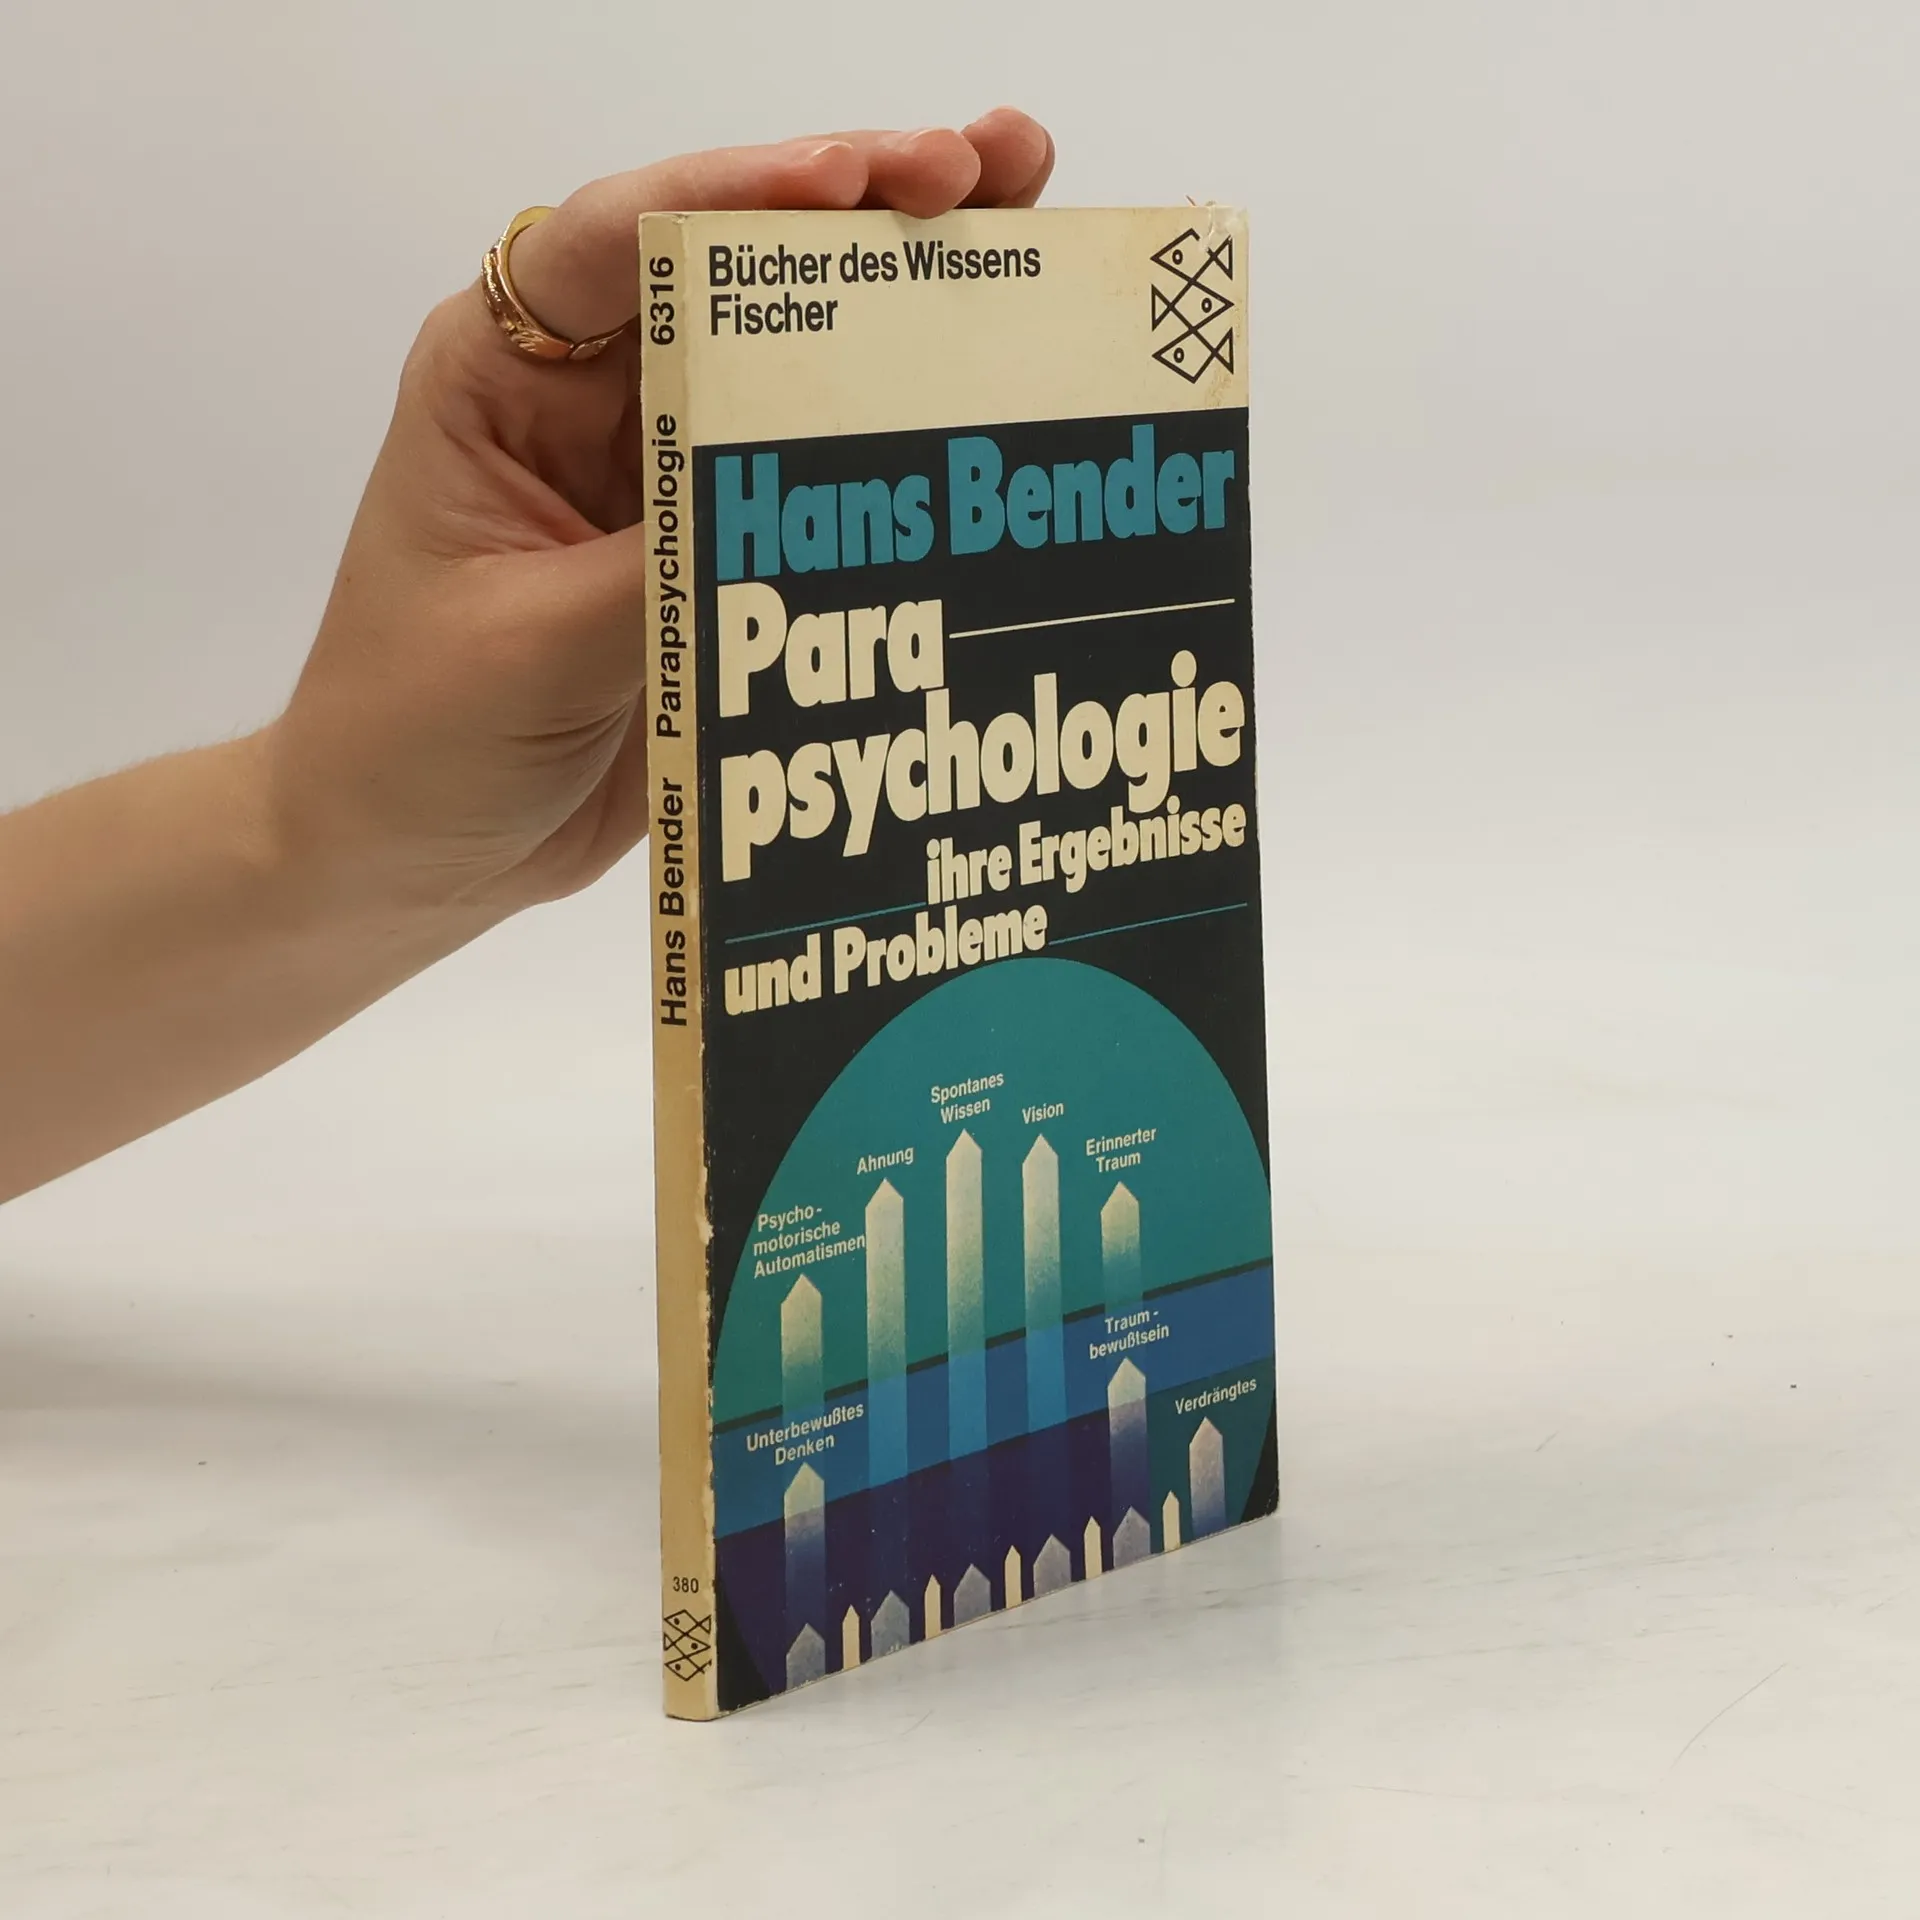 Bücher des Wissens
Fischer
Hans Bender
Para
psychologie
ihre Ergebnisse
und Probleme
Spontanes
Wissen
Vision
Ahnung
Erinnerter
Traum
Psycho-
motorische
Automatismen
Traum-
bewußtsein
Verdrängtes
Unterbewußtes
Denken
Hans Bender Parapsychologie 6316
380